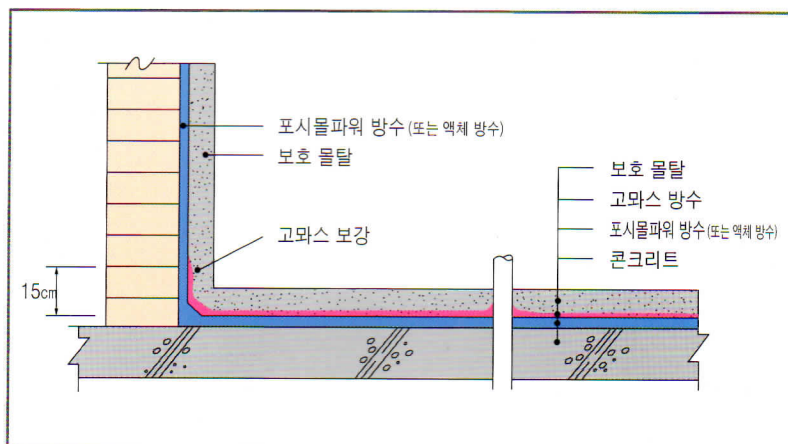 포시몰파워 방수 (또는 액체 방수)
보호 몰탈
고뫄스 보강
15㎝
보호 몰탈
고뫄스 방수
포시몰파워 방수(또는 액체 방수)
콘크리트